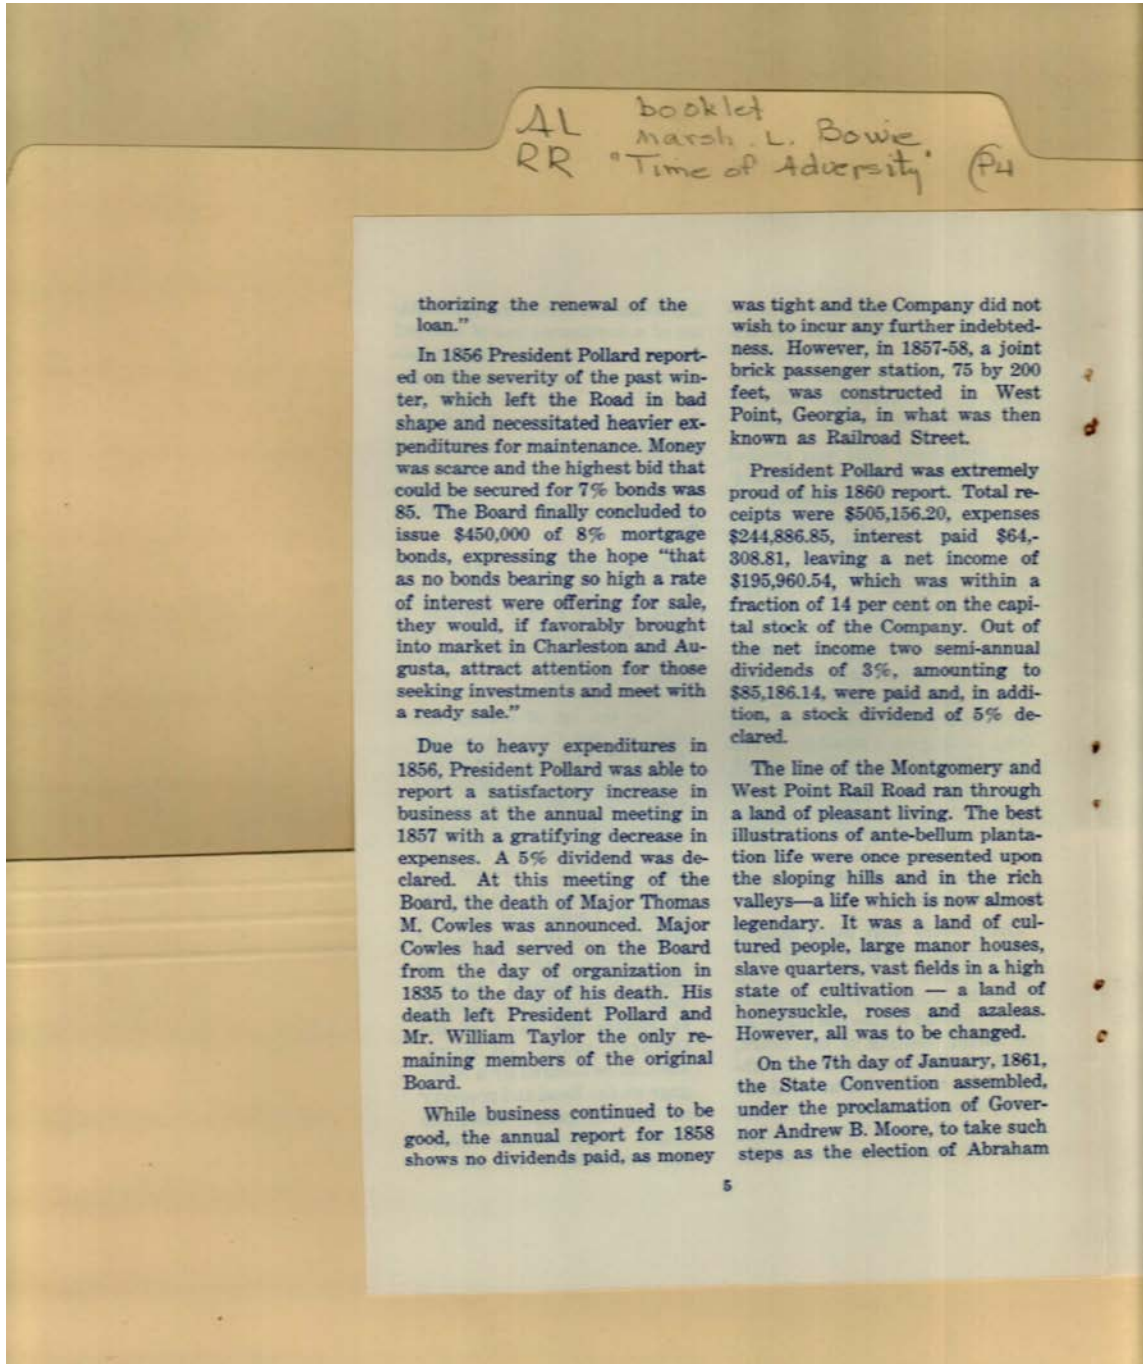 AL booklet
Marsh. L. Bowie
RR "Time of Adversity" (P4
thorizing the renewal of the
loan."
In 1856 President Pollard report-
ed on the severity of the past win-
ter, which left the Road in bad
shape and necessitated heavier ex-
penditures for maintenance. Money
was scarce and the highest bid that
could be secured for 7% bonds was
85. The Board finally concluded to
issue $450,000 of 8% mortgage
bonds, expressing the hope "that
as no bonds bearing so high a rate
of interest were offering for sale,
they would, if favorably brought
into market in Charleston and Au-
gusta, attract attention for those
seeking investments and meet with
a ready sale."
Due to heavy expenditures in
1856, President Pollard was able to
report a satisfactory increase in
business at the annual meeting in
1857 with a gratifying decrease in
expenses. A 5% dividend was de-
clared. At this meeting of the
Board, the death of Major Thomas
M. Cowles was announced. Major
Cowles had served on the Board
from the day of organization in
1835 to the day of his death. His
death left President Pollard and
Mr. William Taylor the only re-
maining members of the original
Board.
While business continued to be
good, the annual report for 1858
shows no dividends paid, as money
was tight and the Company did not
wish to incur any further indebted-
ness. However, in 1857-58, a joint
brick passenger station, 75 by 200
feet, was constructed in West
Point, Georgia, in what was then
known as Railroad Street.
President Pollard was extremely
proud of his 1860 report. Total re-
ceipts were $505,156.20, expenses
$244,886.85, interest paid $64,-
308.81, leaving a net income of
$195,960.54, which was within a
fraction of 14 per cent on the capi-
tal stock of the Company. Out of
the net income two semi-annual
dividends of 3%, amounting to
$85,186.14, were paid and, in addi-
tion, a stock dividend of 5% de-
clared.
The line of the Montgomery and
West Point Rail Road ran through
a land of pleasant living. The best
illustrations of ante-bellum planta-
tion life were once presented upon
the sloping hills and in the rich
valleys—a life which is now almost
legendary. It was a land of cul-
tured people, large manor houses,
slave quarters, vast fields in a high
state of cultivation — a land of
honeysuckle, roses and azaleas.
However, all was to be changed.
On the 7th day of January, 1861,
the State Convention assembled,
under the proclamation of Gover-
nor Andrew B. Moore, to take such
steps as the election of Abraham
5